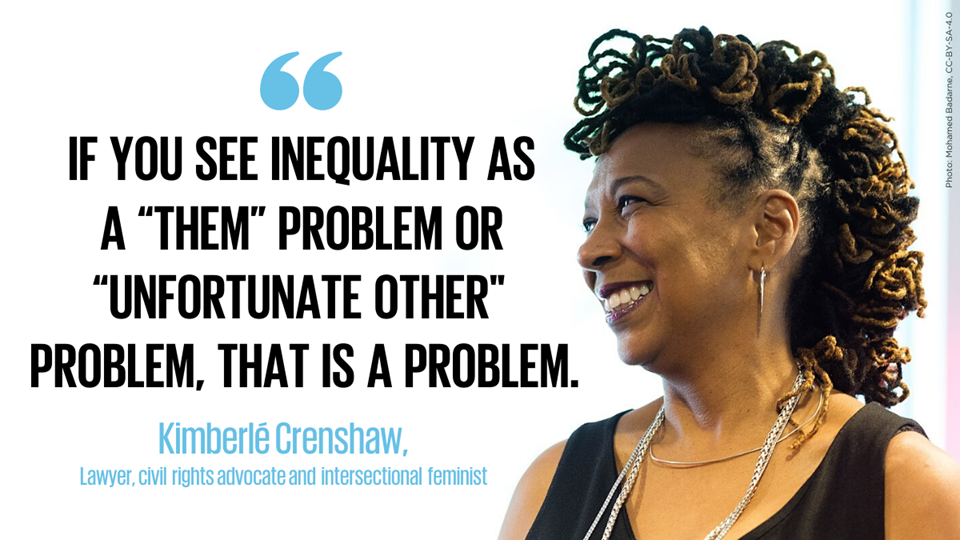 “
IF YOU SEE INEQUALITY AS
A “THEM” PROBLEM OR
“UNFORTUNATE OTHER"
PROBLEM, THAT IS A PROBLEM.
Kimberlé Crenshaw,
Lawyer, civil rights advocate and intersectional feminist
Photo: Mohamed Badarne, CC-BY-SA-4.0